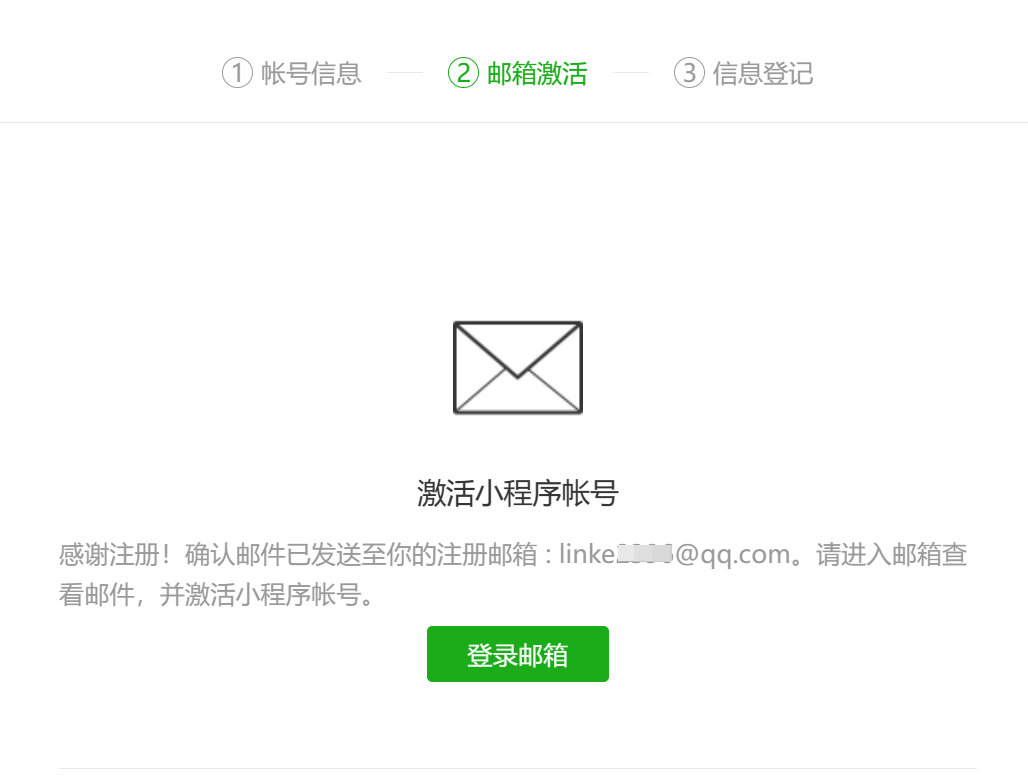 ① 帐号信息 ② 邮箱激活 ③ 信息登记
激活小程序帐号
感谢注册！确认邮件已发送至你的注册邮箱 : linke@qq.com。请进入邮箱查
看邮件，并激活小程序帐号。
登录邮箱